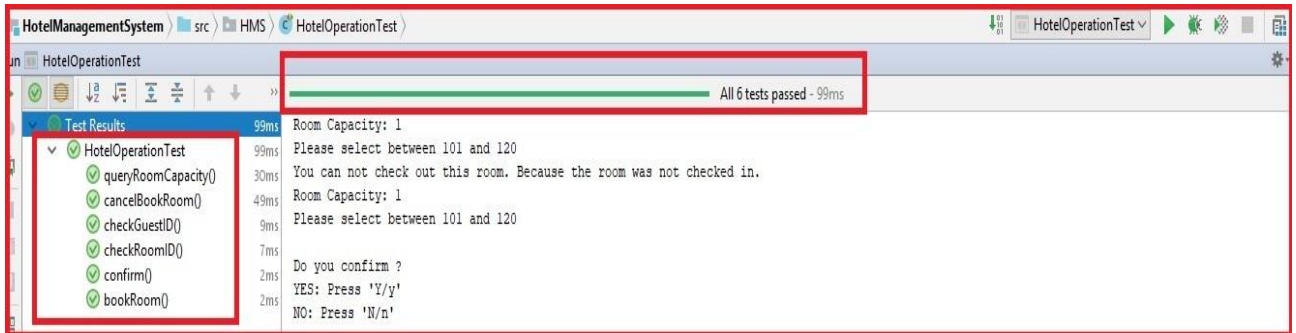 HotelManagementSystem src HMS HotelOperationTest HotelOperationTest
HotelOperationTest
All 6 tests passed - 99ms
Test Results 99ms
HotelOperationTest 99ms
queryRoomCapacity() 30ms
cancelBookRoom() 49ms
checkGuestID() 9ms
checkRoomID() 7ms
confirm() 2ms
bookRoom() 2ms
Room Capacity: 1
Please select between 101 and 120
You can not check out this room. Because the room was not checked in.
Room Capacity: 1
Please select between 101 and 120
Do you confirm ?
YES: Press 'Y/y'
NO: Press 'N/n'